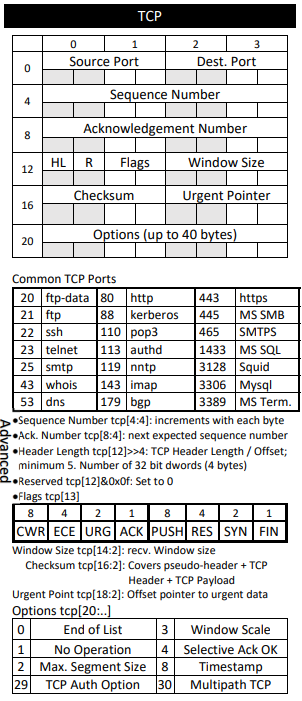 TCP
0 1 2 3
0 Source Port Dest. Port
4 Sequence Number
8 Acknowledgement Number
12 HL R Flags Window Size
16 Checksum Urgent Pointer
20 Options (up to 40 bytes)
Common TCP Ports
20 ftp-data 80 http 443 https
21 ftp 88 kerberos 445 MS SMB
22 ssh 110 pop3 465 SMTPS
23 telnet 113 authd 1433 MS SQL
25 smtp 119 nntp 3128 Squid
43 whois 143 imap 3306 Mysql
53 dns 179 bgp 3389 MS Term.
Advanced
●Sequence Number tcp[4:4]: increments with each byte
●Ack. Number tcp[8:4]: next expected sequence number
●Header Length tcp[12]>>4: TCP Header Length / Offset;
minimum 5. Number of 32 bit dwords (4 bytes)
●Reserved tcp[12]&0x0f: Set to 0
●Flags tcp[13]
8 4 2 1 8 4 2 1
CWR ECE URG ACK PUSH RES SYN FIN
Window Size tcp[14:2]: recv. Window size
Checksum tcp[16:2]: Covers pseudo-header + TCP
Header + TCP Payload
Urgent Point tcp[18:2]: Offset pointer to urgent data
Options tcp[20:..]
0 End of List 3 Window Scale
1 No Operation 4 Selective Ack OK
2 Max. Segment Size 8 Timestamp
29 TCP Auth Option 30 Multipath TCP